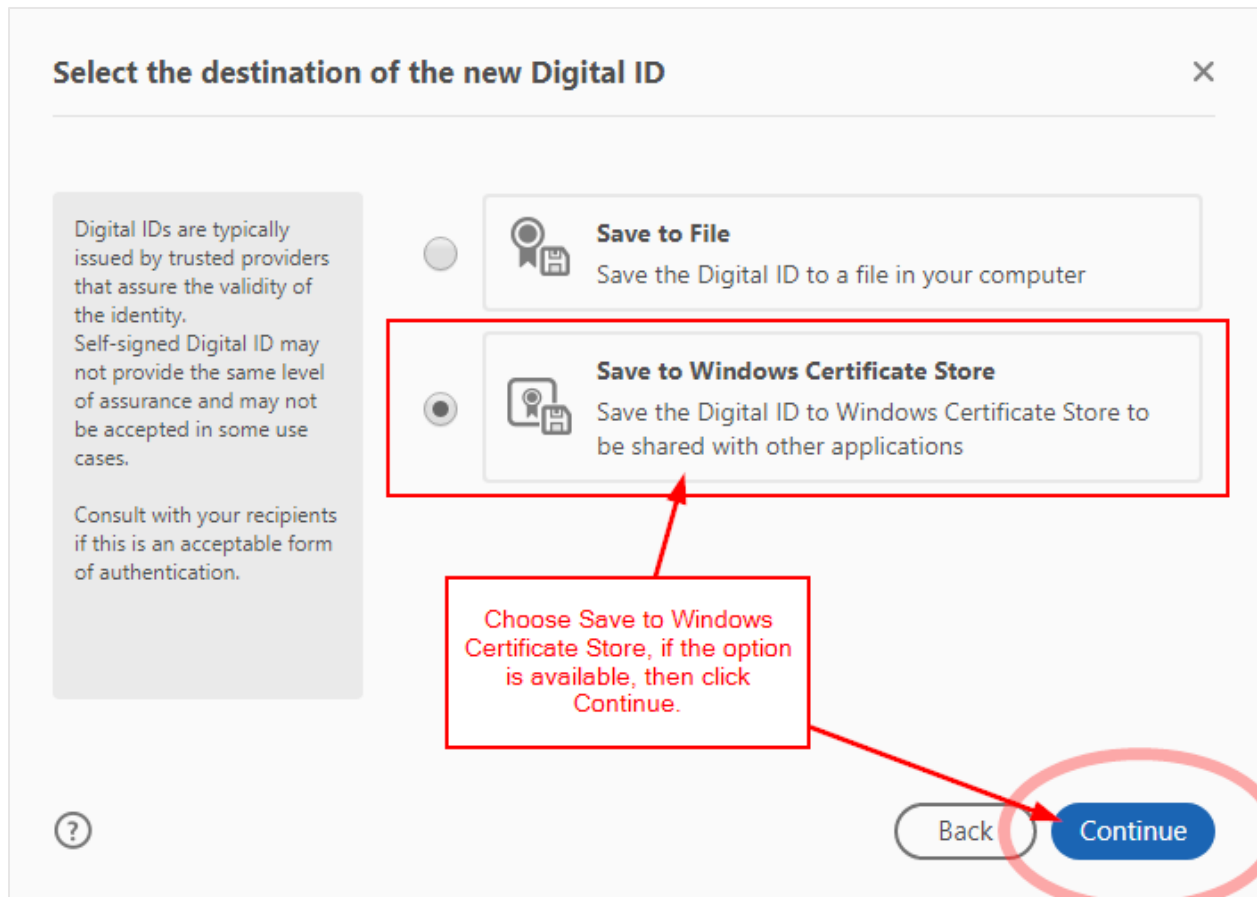 Select the destination of the new Digital ID
Digital IDs are typically
issued by trusted providers
that assure the validity of
the identity.
Self-signed Digital ID may
not provide the same level
of assurance and may not
be accepted in some use
cases.
Consult with your recipients
if this is an acceptable form
of authentication.
Save to File
Save the Digital ID to a file in your computer
Save to Windows Certificate Store
Save the Digital ID to Windows Certificate Store to
be shared with other applications
Choose Save to Windows
Certificate Store, if the option
is available, then click
Continue.
?
Back
Continue